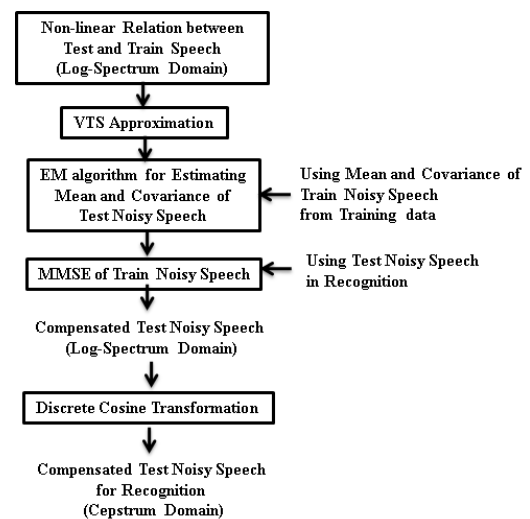 Non-linear Relation between
Test and Train Speech
(Log-Spectrum Domain)
VTS Approximation
EM algorithm for Estimating
Mean and Covariance of
Test Noisy Speech
Using Mean and Covariance of
Train Noisy Speech
from Training data
MMSE of Train Noisy Speech
Using Test Noisy Speech
in Recognition
Compensated Test Noisy Speech
(Log-Spectrum Domain)
Discrete Cosine Transformation
Compensated Test Noisy Speech
for Recognition
(Cepstrum Domain)